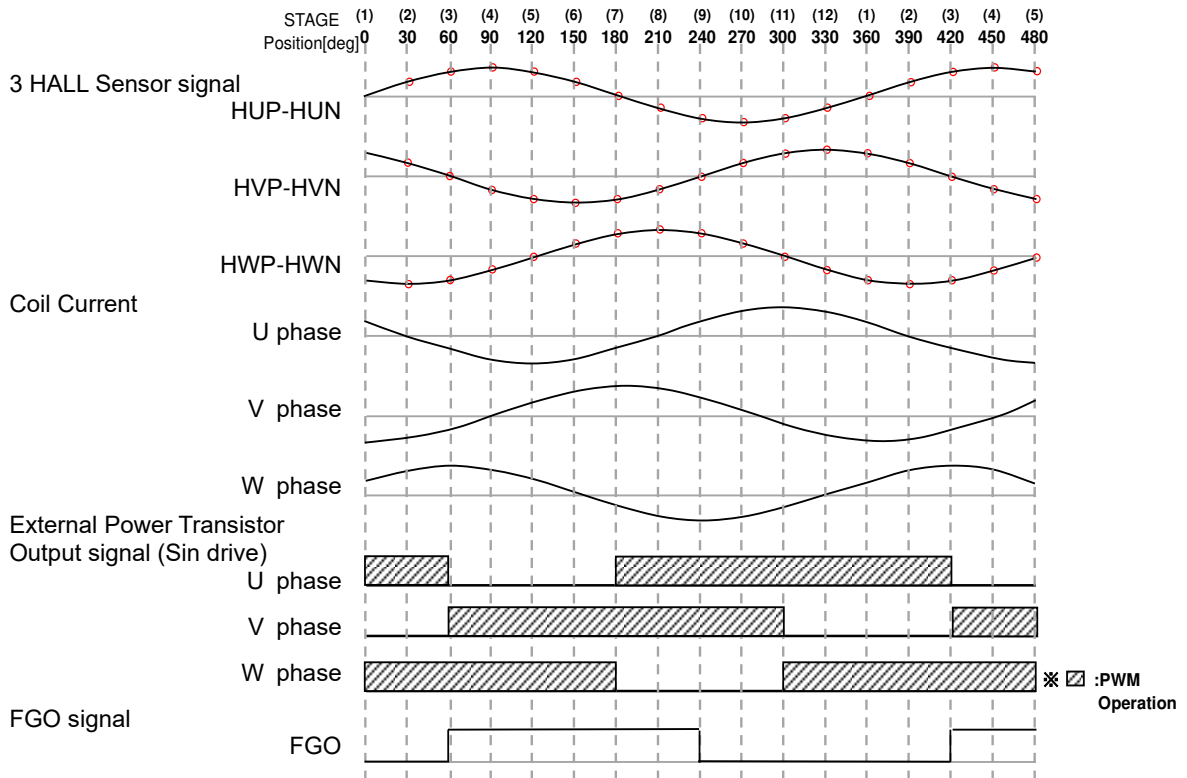 STAGE (1) (2) (3) (4) (5) (6) (7) (8) (9) (10) (11) (12) (1) (2) (3) (4) (5)
Position[deg] 0 30 60 90 120 150 180 210 240 270 300 330 360 390 420 450 480
3 HALL Sensor signal
HUP-HUN
HVP-HVN
HWP-HWN
Coil Current
U phase
V phase
W phase
External Power Transistor
Output signal (Sin drive)
U phase
V phase
W phase
※ :PWM
Operation
FGO signal
FGO